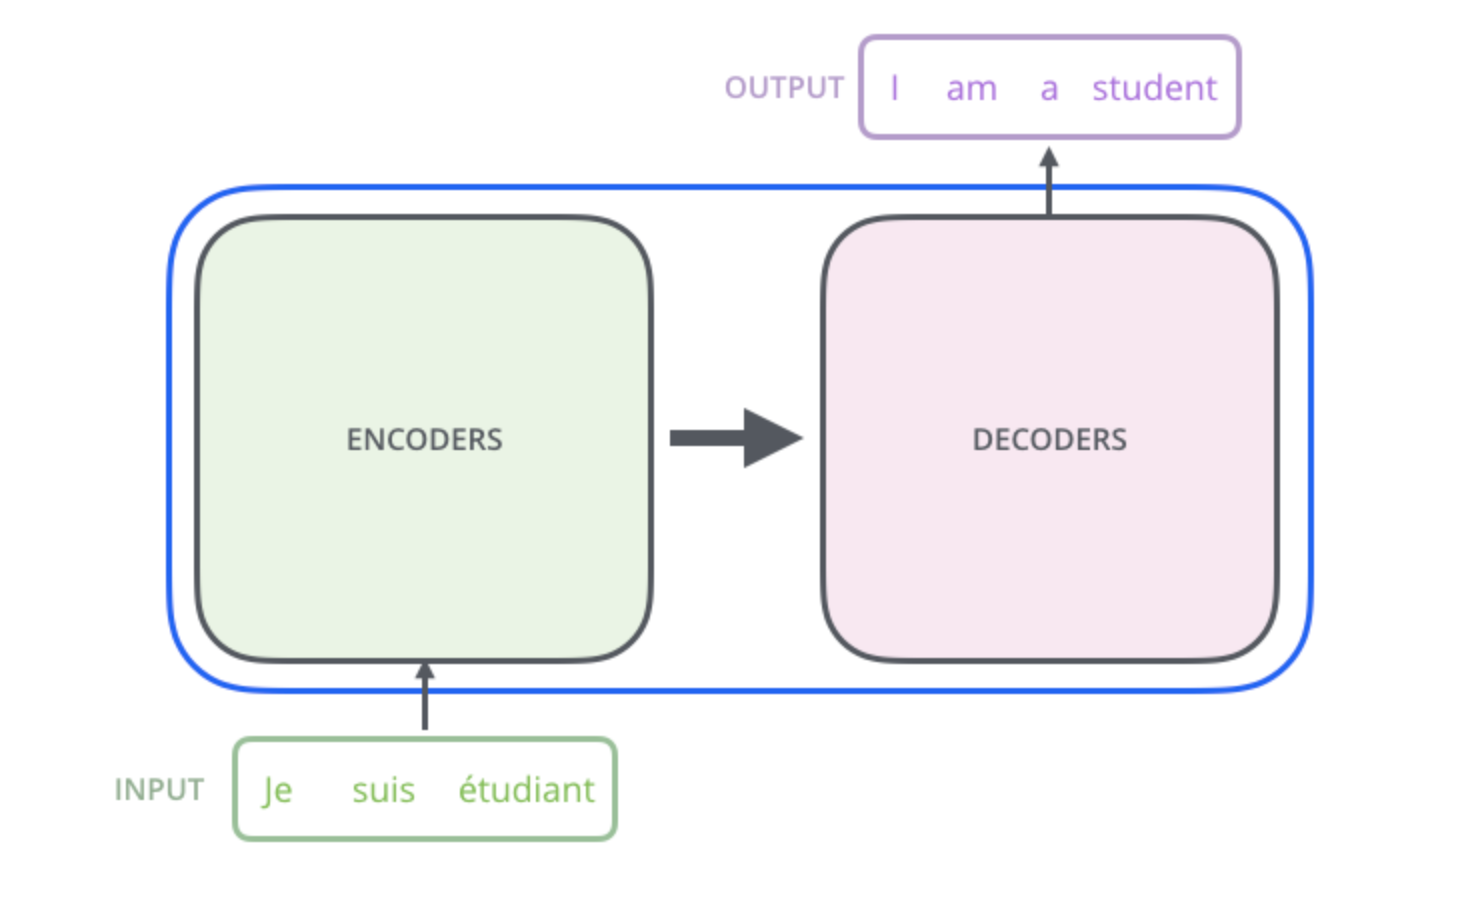 OUTPUT I am a student
ENCODERS DECODERS
INPUT Je suis étudiant